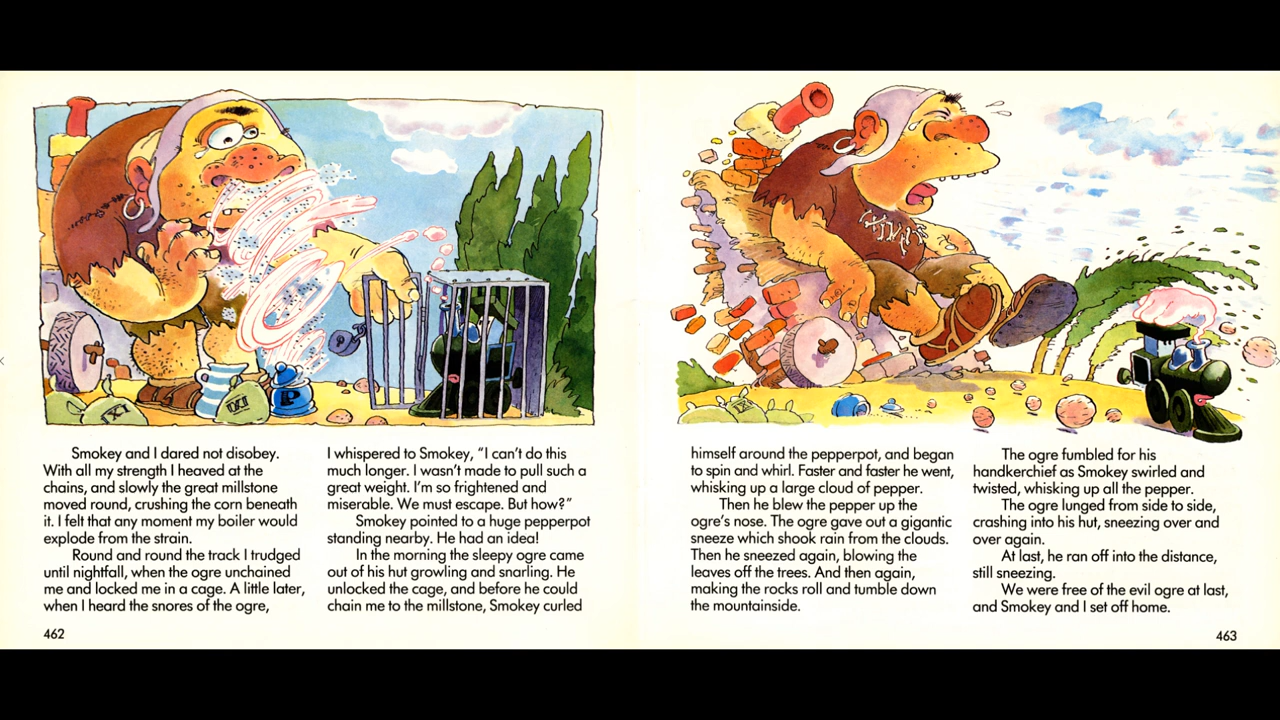 XI
IXI
P
Smokey and I dared not disobey.
With all my strength I heaved at the
chains, and slowly the great millstone
moved round, crushing the corn beneath
it. I felt that any moment my boiler would
explode from the strain.
Round and round the track I trudged
until nightfall, when the ogre unchained
me and locked me in a cage. A little later,
when I heard the snores of the ogre,
I whispered to Smokey, “I can’t do this
much longer. I wasn’t made to pull such a
great weight. I’m so frightened and
miserable. We must escape. But how?”
Smokey pointed to a huge pepperpot
standing nearby. He had an idea!
In the morning the sleepy ogre came
out of his hut growling and snarling. He
unlocked the cage, and before he could
chain me to the millstone, Smokey curled
462
himself around the pepperpot, and began
to spin and whirl. Faster and faster he went,
whisking up a large cloud of pepper.
Then he blew the pepper up the
ogre’s nose. The ogre gave out a gigantic
sneeze which shook rain from the clouds.
Then he sneezed again, blowing the
leaves off the trees. And then again,
making the rocks roll and tumble down
the mountainside.
The ogre fumbled for his
handkerchief as Smokey swirled and
twisted, whisking up all the pepper.
The ogre lunged from side to side,
crashing into his hut, sneezing over and
over again.
At last, he ran off into the distance,
still sneezing.
We were free of the evil ogre at last,
and Smokey and I set off home.
463